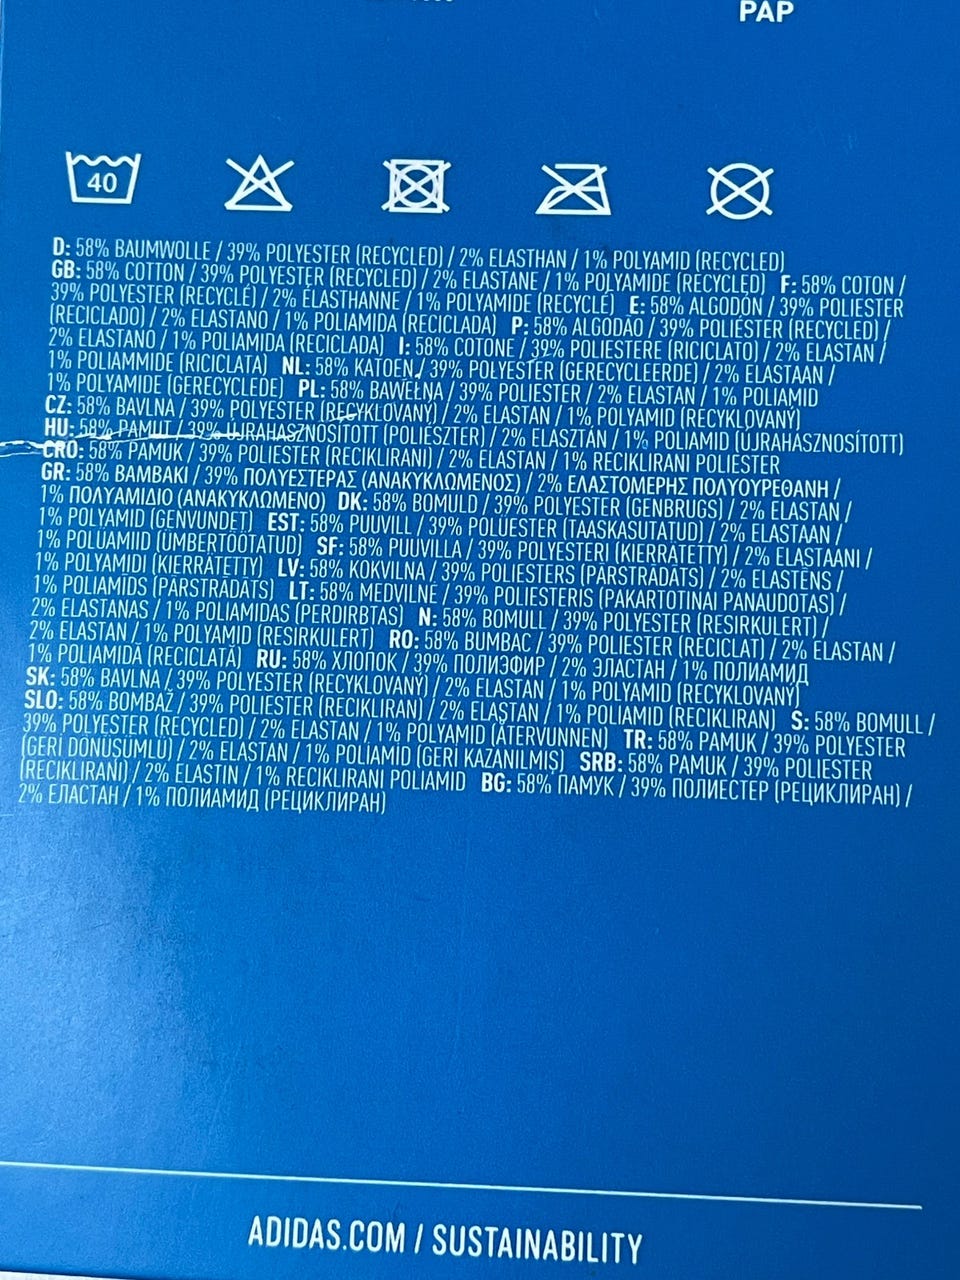 PAP
40
D: 58% BAUMWOLLE / 39% POLYESTER (RECYCLED) / 2% ELASTHAN / 1% POLYAMID (RECYCLED)
GB: 58% COTTON / 39% POLYESTER (RECYCLED) / 2% ELASTANE / 1% POLYAMIDE (RECYCLED) F: 58% COTON /
39% POLYESTER (RECYCLÉ) / 2% ÉLASTHANNE / 1% POLYAMIDE (RECYCLÉ) E: 58% ALGODÓN / 39% POLIESTER
(RECICLADO) / 2% ELASTANO / 1% POLIAMIDA (RECICLADA) P: 58% ALGODÃO / 39% POLIÉSTER (RECYCLED) /
2% ELASTANO / 1% POLIAMIDA (RECICLADA) I: 58% COTONE / 39% POLIESTERE (RICICLATO) / 2% ELASTAN /
1% POLIAMMIDE (RICICLATA) NL: 58% KATOEN / 39% POLYESTER (GERECYCLEERDE) / 2% ELASTAAN /
1% POLYAMIDE (GERECYCLEDE) PL: 58% BAWEŁNA / 39% POLIESTER / 2% ELASTAN / 1% POLIAMID
CZ: 58% BAVLNA / 39% POLYESTER (RECYKLOVANÝ) / 2% ELASTAN / 1% POLYAMID (RECYKLOVANÝ)
HU: 58% PAMUT / 39% ÚJRAHASZNOSÍTOTT (POLIÉSZTER) / 2% ELASZTÁN / 1% POLIAMID (ÚJRAHASZNOSÍTOTT)
CRO: 58% PAMUK / 39% POLIESTER (RECIKLIRANI) / 2% ELASTAN / 1% RECIKLIRANI POLIESTER
GR: 58% ΒΑΜΒΑΚΙ / 39% ΠΟΛΥΕΣΤΕΡΑΣ (ΑΝΑΚΥΚΛΩΜΕΝΟΣ) / 2% ΕΛΑΣΤΟΜΕΡΗΣ ΠΟΛΥΟΥΡΕΘΑΝΗ /
1% ΠΟΛΥΑΜΙΔΙΟ (ΑΝΑΚΥΚΛΩΜΕΝΟ) DK: 58% BOMULD / 39% POLYESTER (GENBRUGS) / 2% ELASTAN /
1% POLYAMID (GENVUNDET) EST: 58% PUUVILL / 39% POLÜESTER (TAASKASUTATUD) / 2% ELASTAAN /
1% POLUAMIID (ÜMBERTÖÖTATUD) SF: 58% PUUVILLA / 39% POLYESTERI (KIERRÄTETTY) / 2% ELASTAANI /
1% POLYAMIDI (KIERRÄTETTY) LV: 58% KOKVILNA / 39% POLIESTERS (PĀRSTRĀDĀTS) / 2% ELASTĒNS /
1% POLIAMIDS (PĀRSTRĀDĀTS) LT: 58% MEDVILNĖ / 39% POLIESTERIS (PAKARTOTINAI PANAUDOTAS) /
2% ELASTANAS / 1% POLIAMIDAS (PERDIRBTAS) N: 58% BOMULL / 39% POLYESTER (RESIRKULERT) /
2% ELASTAN / 1% POLYAMID (RESIRKULERT) RO: 58% BUMBAC / 39% POLIESTER (RECICLAT) / 2% ELASTAN /
1% POLIAMIDĂ (RECICLATĂ) RU: 58% ХЛОПОК / 39% ПОЛИЭФИР / 2% ЭЛАСТАН / 1% ПОЛИАМИД
SK: 58% BAVLNA / 39% POLYESTER (RECYKLOVANÝ) / 2% ELASTAN / 1% POLYAMID (RECYKLOVANÝ)
SLO: 58% BOMBAŽ / 39% POLIESTER (RECIKLIRAN) / 2% ELASTAN / 1% POLIAMID (RECIKLIRAN) S: 58% BOMULL /
39% POLYESTER (RECYCLED) / 2% ELASTAN / 1% POLYAMID (ÅTERVUNNEN) TR: 58% PAMUK / 39% POLYESTER
(GERİ DÖNÜŞÜMLÜ) / 2% ELASTAN / 1% POLİAMİD (GERİ KAZANILMIŞ) SRB: 58% PAMUK / 39% POLIESTER
(RECIKLIRANI) / 2% ELASTIN / 1% RECIKLIRANI POLIAMID BG: 58% ПАМУК / 39% ПОЛИЕСТЕР (РЕЦИКЛИРАН) /
2% ЕЛАСТАН / 1% ПОЛИАМИД (РЕЦИКЛИРАН)
ADIDAS.COM / SUSTAINABILITY